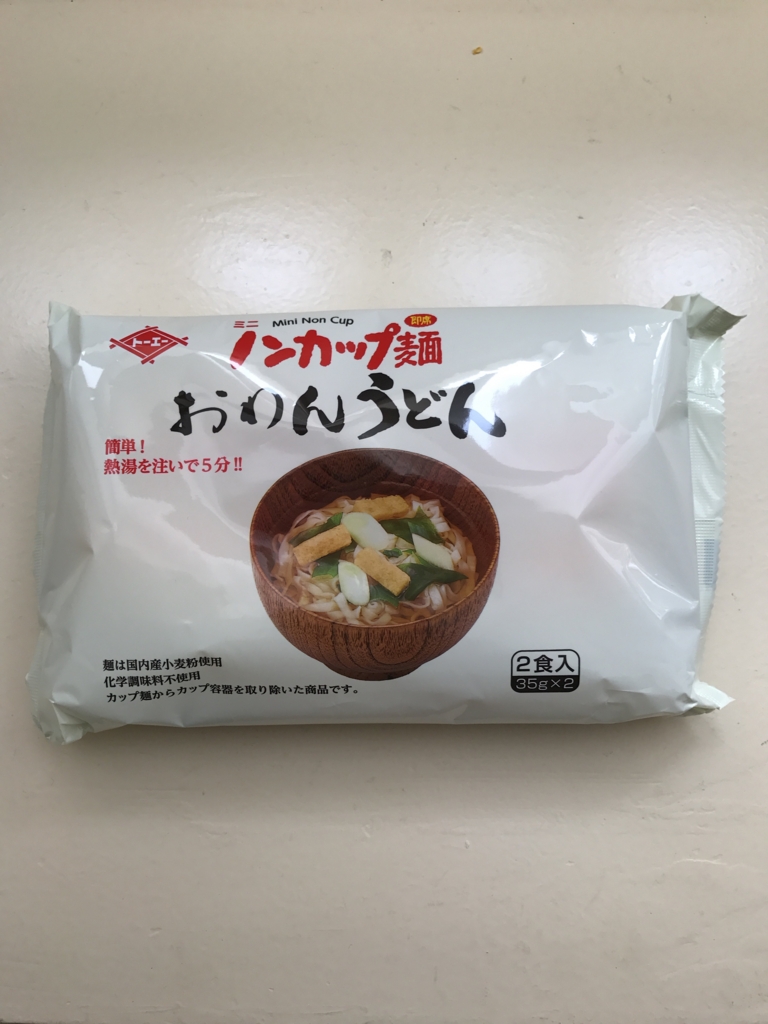 トーエー
ミニ Mini Non Cup 即席
ノンカップ麺
おわんうどん
簡単!
熱湯を注いで5分!!
麺は国内産小麦粉使用
化学調味料不使用
カップ麺からカップ容器を取り除いた商品です。
2食入
35g×2